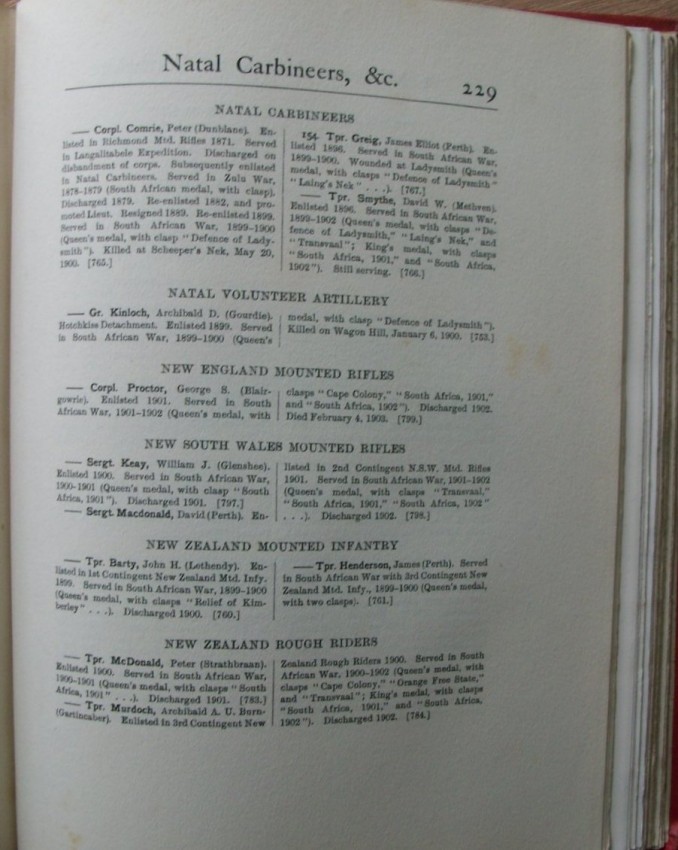 Natal Carbineers, &c.
229
NATAL CARBINEERS
— Corpl. Comrie, Peter (Dunblane). En-
listed in Richmond Mtd. Rifles 1871. Served
in Langalibalele Expedition. Discharged on
disbandment of corps. Subsequently enlisted
in Natal Carbineers. Served in Zulu War,
1878-1879 (South African medal, with clasp).
Discharged 1879. Re-enlisted 1882, and pro-
moted Lieut. Resigned 1889. Re-enlisted 1899.
Served in South African War, 1899-1900
(Queen's medal, with clasp "Defence of Lady-
smith"). Killed at Scheeper's Nek, May 20,
1900. [765.]
154 Tpr. Greig, James Elliot (Perth). En-
listed 1896. Served in South African War,
1899-1900. Wounded at Ladysmith (Queen's
medal, with clasps "Defence of Ladysmith"
"Laing's Nek" . . .). [767.]
— Tpr. Smythe, David W. (Methven).
Enlisted 1896. Served in South African War,
1899-1902 (Queen's medal, with clasps "De-
fence of Ladysmith," "Laing's Nek," and
"Transvaal"; King's medal, with clasps
"South Africa, 1901," and "South Africa,
1902"). Still serving. [766.]
NATAL VOLUNTEER ARTILLERY
— Gr. Kinloch, Archibald D. (Gourdie).
Hotchkiss Detachment. Enlisted 1899. Served
in South African War, 1899-1900 (Queen's
medal, with clasp "Defence of Ladysmith").
Killed on Wagon Hill, January 6, 1900. [753.]
NEW ENGLAND MOUNTED RIFLES
— Corpl. Proctor, George S. (Blair-
gowrie). Enlisted 1901. Served in South
African War, 1901-1902 (Queen's medal, with
clasps "Cape Colony," "South Africa, 1901,"
and "South Africa, 1902"). Discharged 1902.
Died February 4, 1903. [799.]
NEW SOUTH WALES MOUNTED RIFLES
— Sergt. Keay, William J. (Glenshee).
Enlisted 1900. Served in South African War,
1900-1901 (Queen's medal, with clasp "South
Africa, 1901"). Discharged 1901. [797.]
— Sergt. Macdonald, David (Perth). En-
listed in 2nd Contingent N.S.W. Mtd. Rifles
1901. Served in South African War, 1901-1902
(Queen's medal, with clasps "Transvaal,"
"South Africa, 1901," "South Africa, 1902"
. . .). Discharged 1902. [798.]
NEW ZEALAND MOUNTED INFANTRY
— Tpr. Barty, John H. (Lethendy). En-
listed in 1st Contingent New Zealand Mtd. Infy.
1899. Served in South African War, 1899-1900
(Queen's medal, with clasps "Relief of Kim-
berley" . . .). Discharged 1900. [760.]
— Tpr. Henderson, James (Perth). Served
in South African War with 3rd Contingent New
Zealand Mtd. Infy., 1899-1900 (Queen's medal,
with two clasps). [761.]
NEW ZEALAND ROUGH RIDERS
— Tpr. McDonald, Peter (Strathbraan).
Enlisted 1900. Served in South African War,
1900-1901 (Queen's medal, with clasps "South
Africa, 1901" . . .). Discharged 1901. [783.]
— Tpr. Murdoch, Archibald A. U. Burn-
(Gartincaber). Enlisted in 3rd Contingent New
Zealand Rough Riders 1900. Served in South
African War. 1900-1902 (Queen's medal, with
clasps "Cape Colony," "Orange Free State,"
and "Transvaal"; King's medal, with clasps
"South Africa, 1901," and "South Africa,
1902"). Discharged 1902. [784.]